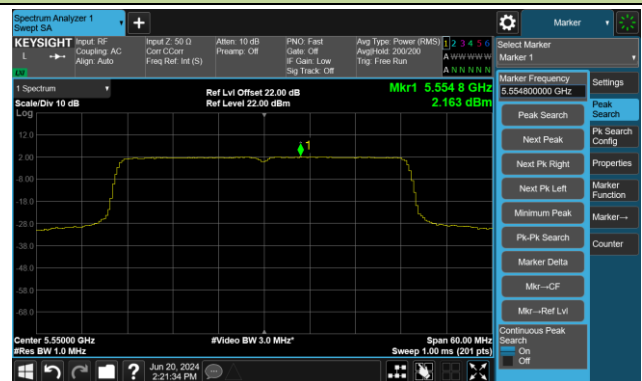 Spectrum Analyzer 1
Swept SA
Marker
KEYSIGHT
L
LV
Input: RF
Coupling: AC
Align: Auto
Input Z: 50 Ω
Corr CCorr
Freq Ref: Int (S)
Atten: 10 dB
Preamp: Off
PNO: Fast
Gate: Off
IF Gain: Low
Sig Track: Off
Avg Type: Power (RMS)
Avg|Hold: 200/200
Trig: Free Run
1 2 3 4 5 6
A W W W W W
A N N N N N
Select Marker
Marker 1
1 Spectrum
Scale/Div 10 dB
Log
Ref Lvl Offset 22.00 dB
Ref Level 22.00 dBm
Mkr1 5.554 8 GHz
2.163 dBm
Marker Frequency
5.554800000 GHz
Peak Search
Next Peak
Next Pk Right
Next Pk Left
Minimum Peak
Pk-Pk Search
Marker Delta
Mkr→CF
Mkr→Ref Lvl
Continuous Peak
Search
On
Off
Settings
Peak
Search
Pk Search
Config
Properties
Marker
Function
Marker→
Counter
12.0
2.00
-8.00
-18.0
-28.0
-38.0
-48.0
-58.0
-68.0
1
Center 5.55000 GHz
#Res BW 1.0 MHz
#Video BW 3.0 MHz*
Span 60.00 MHz
Sweep 1.00 ms (201 pts)
?
Jun 20, 2024
2:21:34 PM